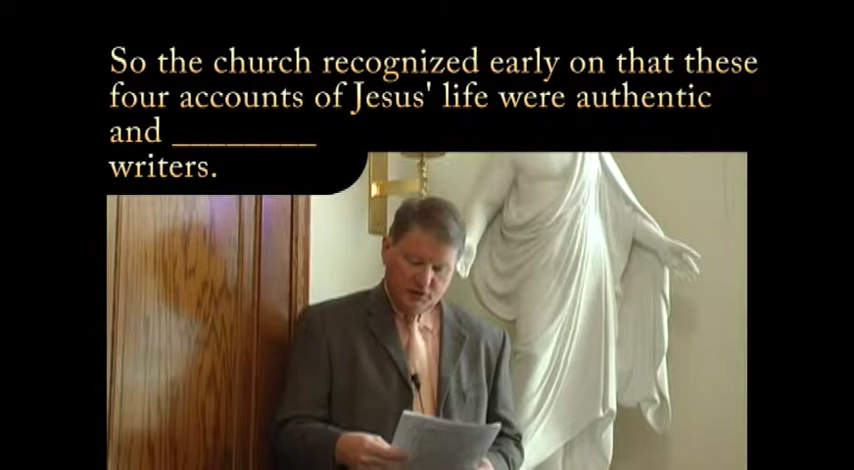 So the church recognized early on that these
four accounts of Jesus' life were authentic
and ________
writers.